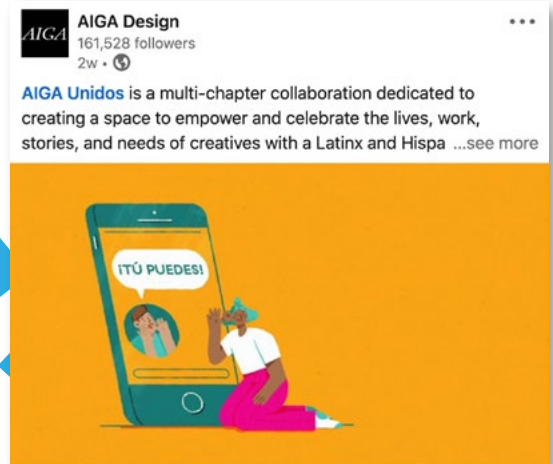 AIGA
AIGA Design
161,528 followers
2w •
AIGA Unidos is a multi-chapter collaboration dedicated to
creating a space to empower and celebrate the lives, work,
stories, and needs of creatives with a Latinx and Hispa ...see more
¡TÚ PUEDES!